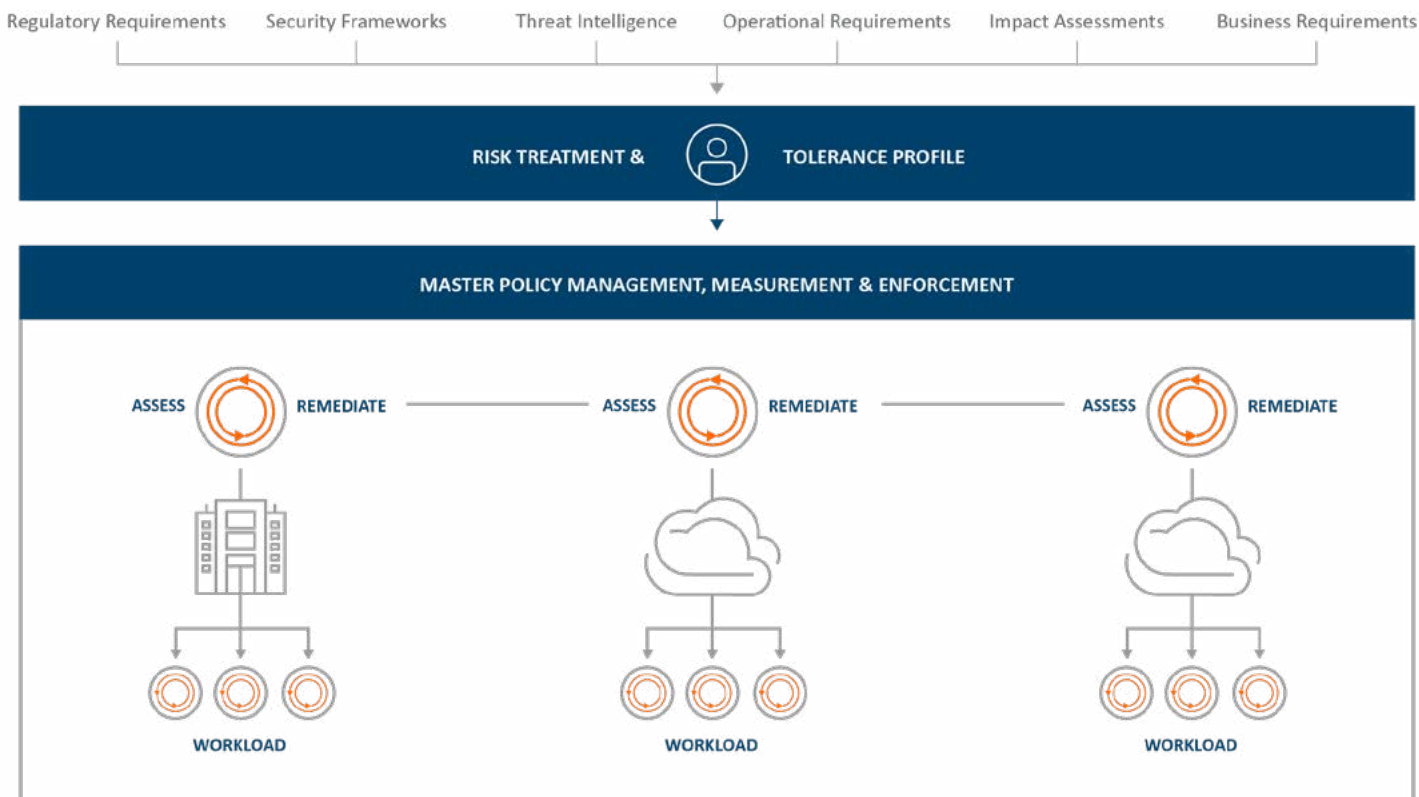 Regulatory Requirements Security Frameworks Threat Intelligence Operational Requirements Impact Assessments Business Requirements
RISK TREATMENT & TOLERANCE PROFILE
MASTER POLICY MANAGEMENT, MEASUREMENT & ENFORCEMENT
ASSESS REMEDIATE ASSESS REMEDIATE ASSESS REMEDIATE
WORKLOAD WORKLOAD WORKLOAD